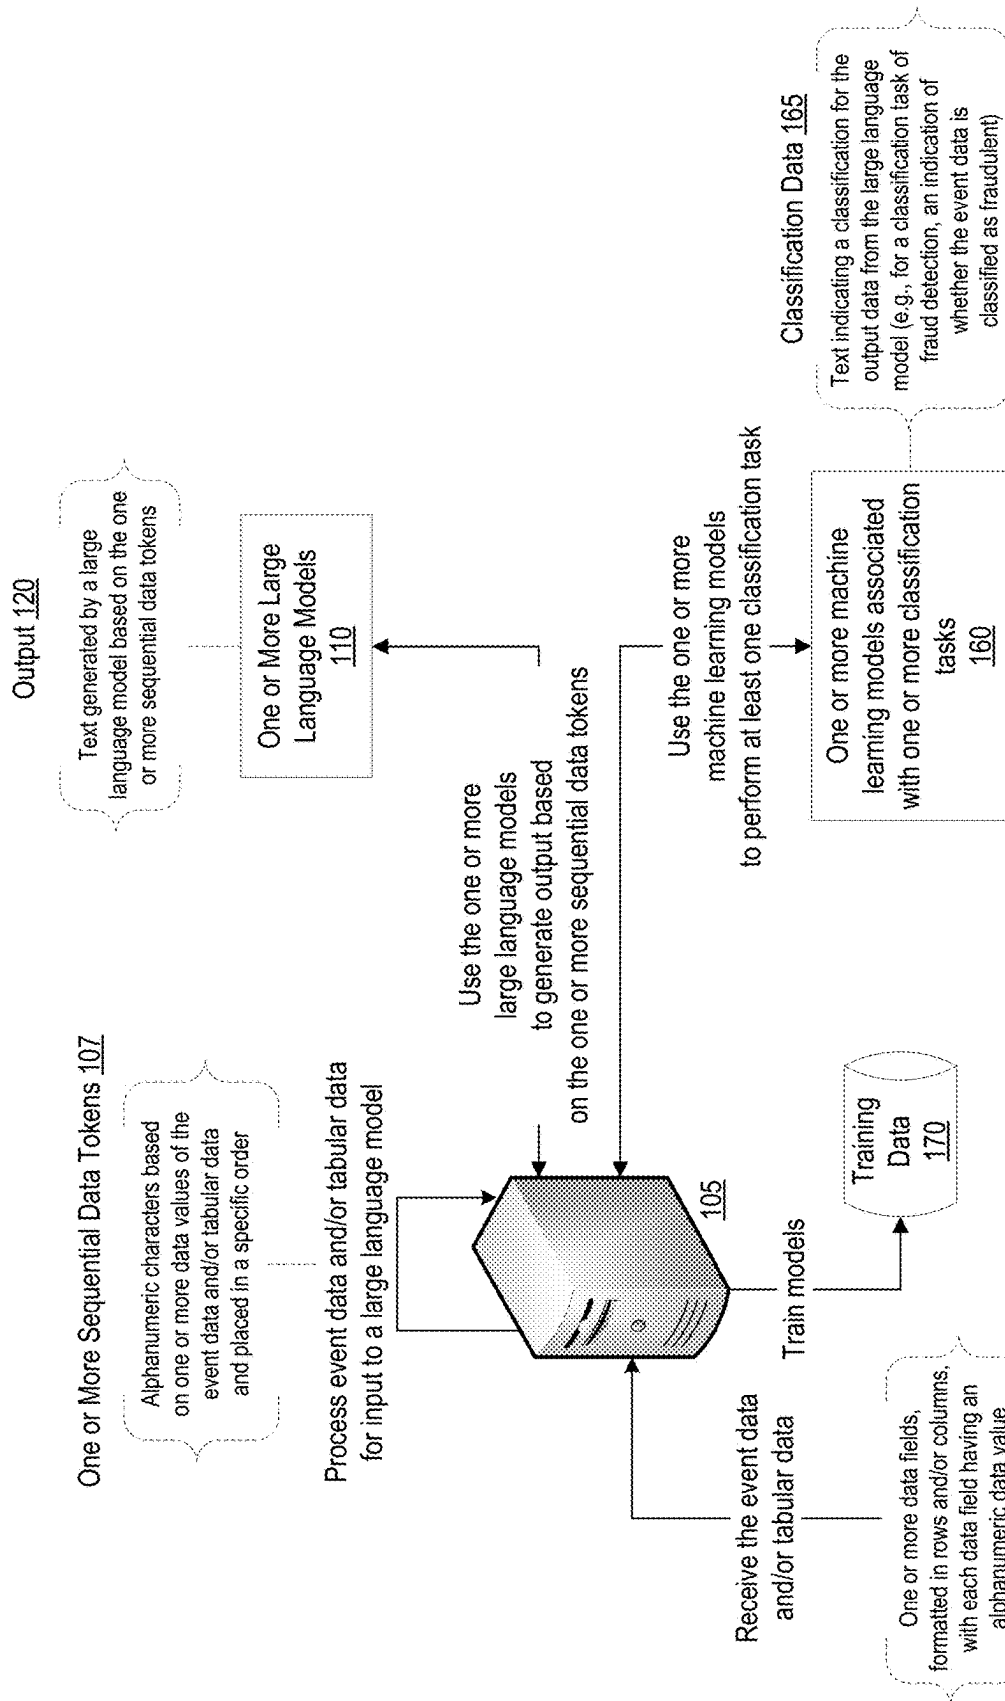 One or More Sequential Data Tokens 107
Alphanumeric characters based
on one or more data values of the
event data and/or tabular data
and placed in a specific order
Process event data and/or tabular data
for input to a large language model
Output 120
Text generated by a large
language model based on the one
or more sequential data tokens
One or More Large
Language Models
110
Use the one or more
large language models
to generate output based
on the one or more sequential data tokens
105
Receive the event data
and/or tabular data
One or more data fields,
formatted in rows and/or columns,
with each data field having an
alphanumeric data value
Train models
Training
Data
170
Use the one or more
machine learning models
to perform at least one classification task
One or more machine
learning models associated
with one or more classification
tasks
160
Classification Data 165
Text indicating a classification for the
output data from the large language
model (e.g., for a classification task of
fraud detection, an indication of
whether the event data is
classified as fraudulent)